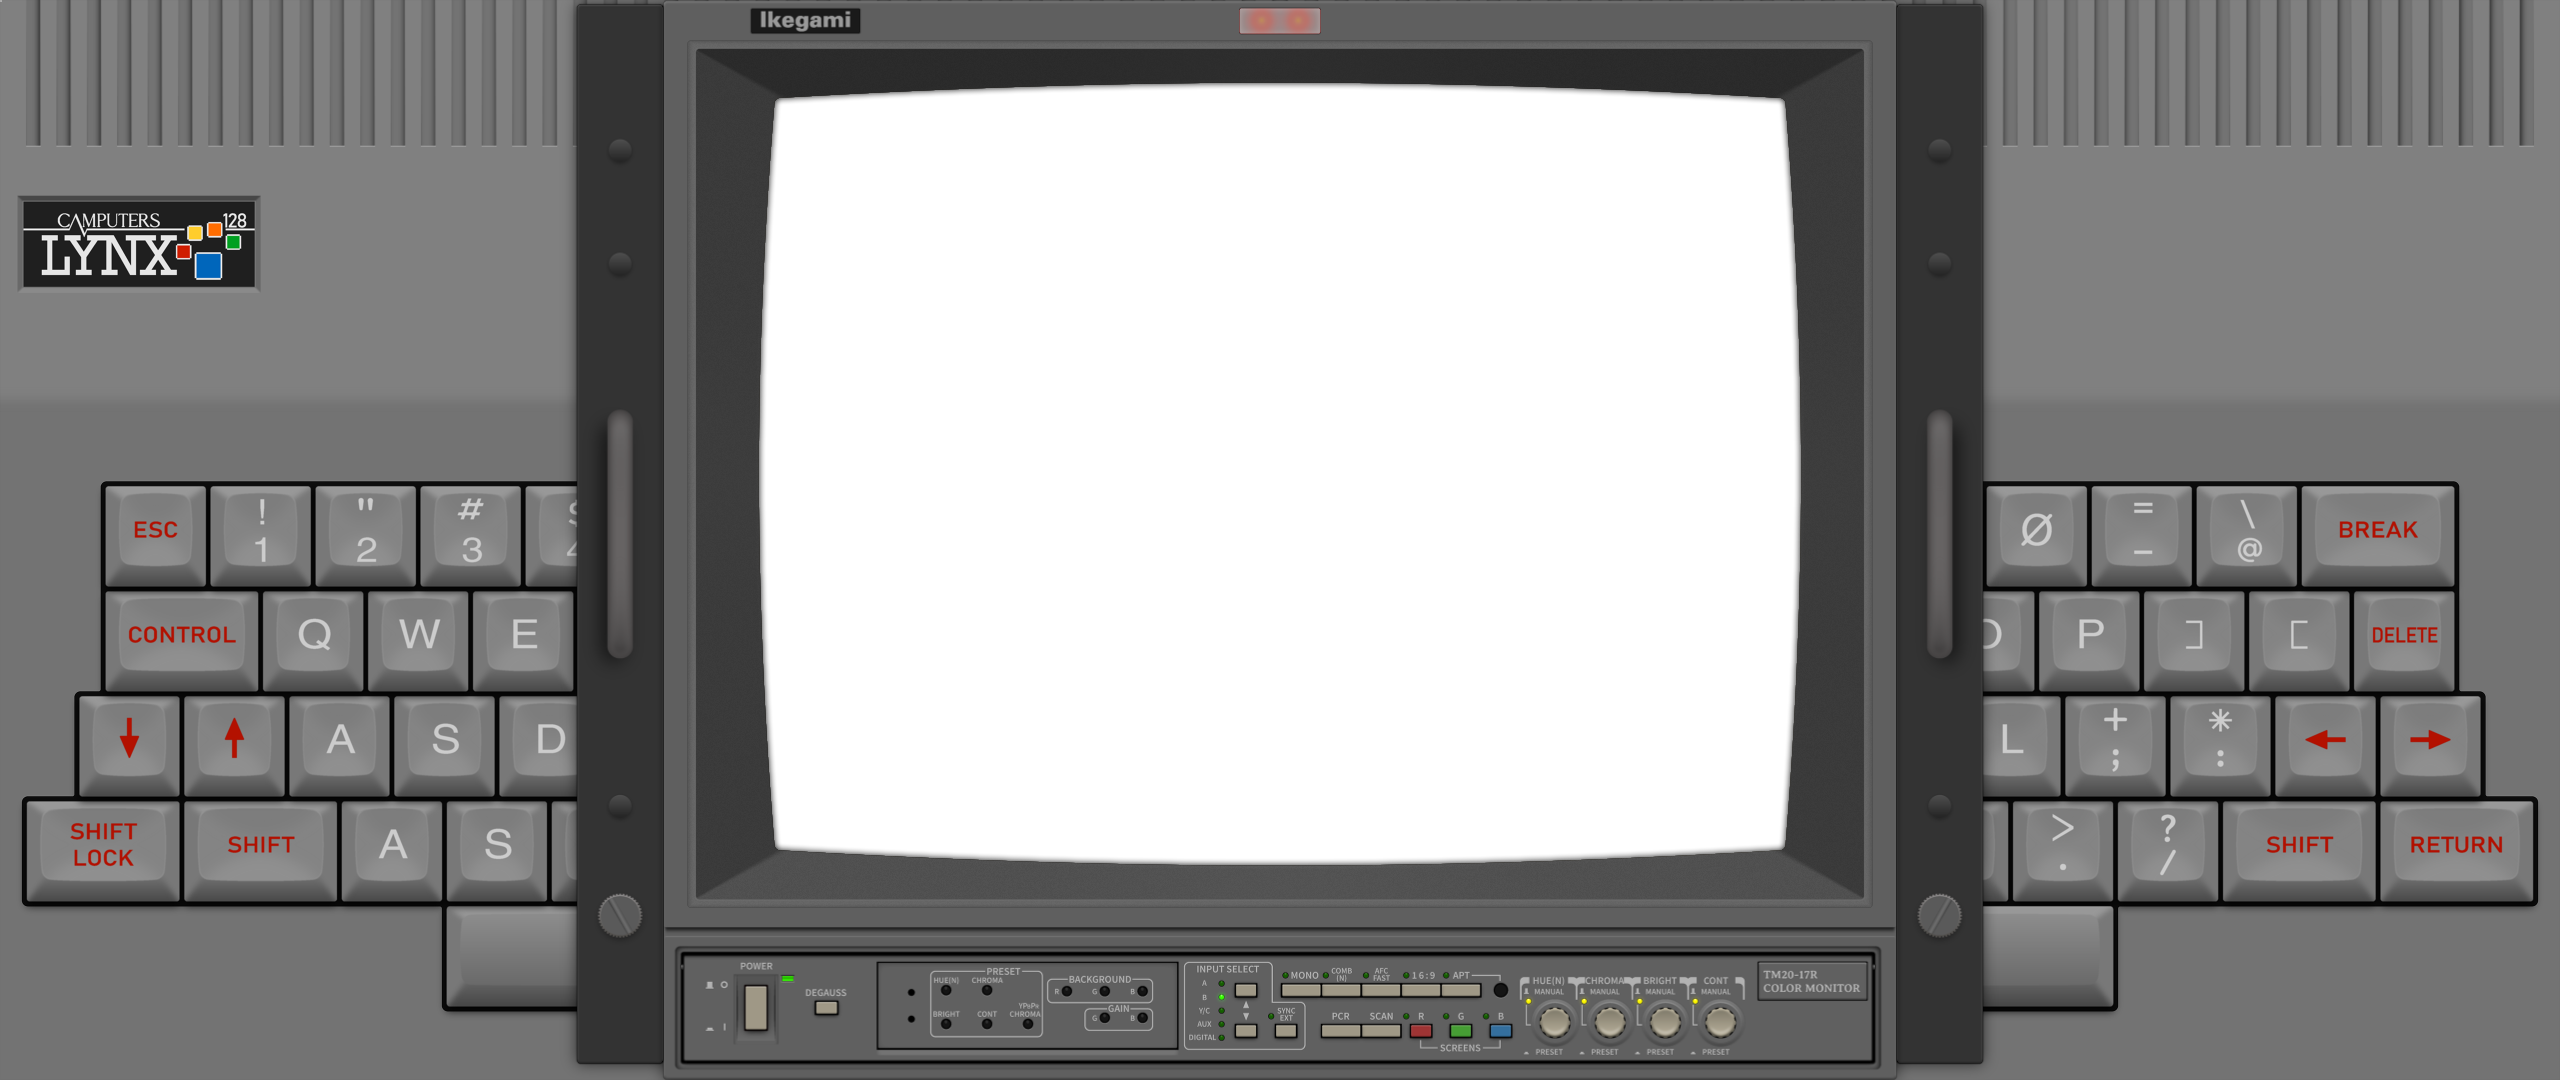 Ikegami
CAMPUTERS 128
LYNX
ESC ! 1 " 2 # 3
Ø = - \ @ BREAK
CONTROL Q W E
P ] [ DELETE
A S D
L + ; * :
SHIFT LOCK SHIFT A S
> . ? / SHIFT RETURN
POWER
DEGAUSS
PRESET
HUE(N) CHROMA
BRIGHT CONT YPBPR CHROMA
BACKGROUND
R G B
GAIN
G B
INPUT SELECT
A
B
Y/C
AUX
DIGITAL
SYNC EXT
MONO COMB (N) AFC FAST 16:9 APT
PCR SCAN R G B
SCREENS
HUE(N) CHROMA BRIGHT CONT
MANUAL MANUAL MANUAL MANUAL
PRESET PRESET PRESET PRESET
TM20-17R
COLOR MONITOR